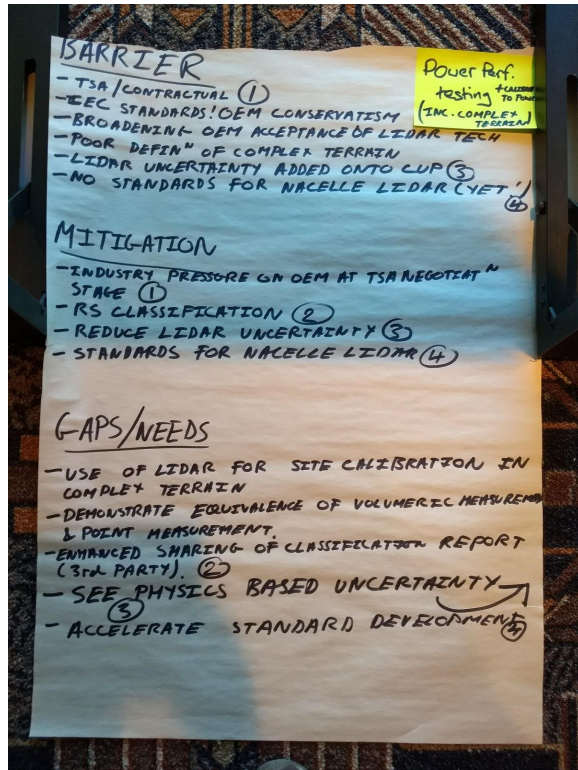 BARRIER
Power Perf.
testing + CALIBRA
TO POWE
(INC. COMPLEX
TERRAIN)
- TSA/CONTRACTUAL ①
- IEC STANDARDS! OEM CONSERVATISM
- BROADENING OEM ACCEPTANCE OF LIDAR TECH
- POOR DEFINᴺ OF COMPLEX TERRAIN
- LIDAR UNCERTAINTY ADDED ONTO CUP ③
- NO STANDARDS FOR NACELLE LIDAR (YET!)
④
MITIGATION
- INDUSTRY PRESSURE ON OEM AT TSA NEGOTIATᴺ
STAGE ①
- RS CLASSIFICATION ②
- REDUCE LIDAR UNCERTAINTY ③
- STANDARDS FOR NACELLE LIDAR ④
GAPS/NEEDS
- USE OF LIDAR FOR SITE CALIBRATION IN
COMPLEX TERRAIN
- DEMONSTRATE EQUIVALENCE OF VOLUMERIC MEASUREMEN
& POINT MEASUREMENT.
- ENHANCED SHARING OF CLASSIFICATION REPORT
(3rd PARTY). ②
- SEE PHYSICS BASED UNCERTAINTY
③
- ACCELERATE STANDARD DEVELOPMENT ④